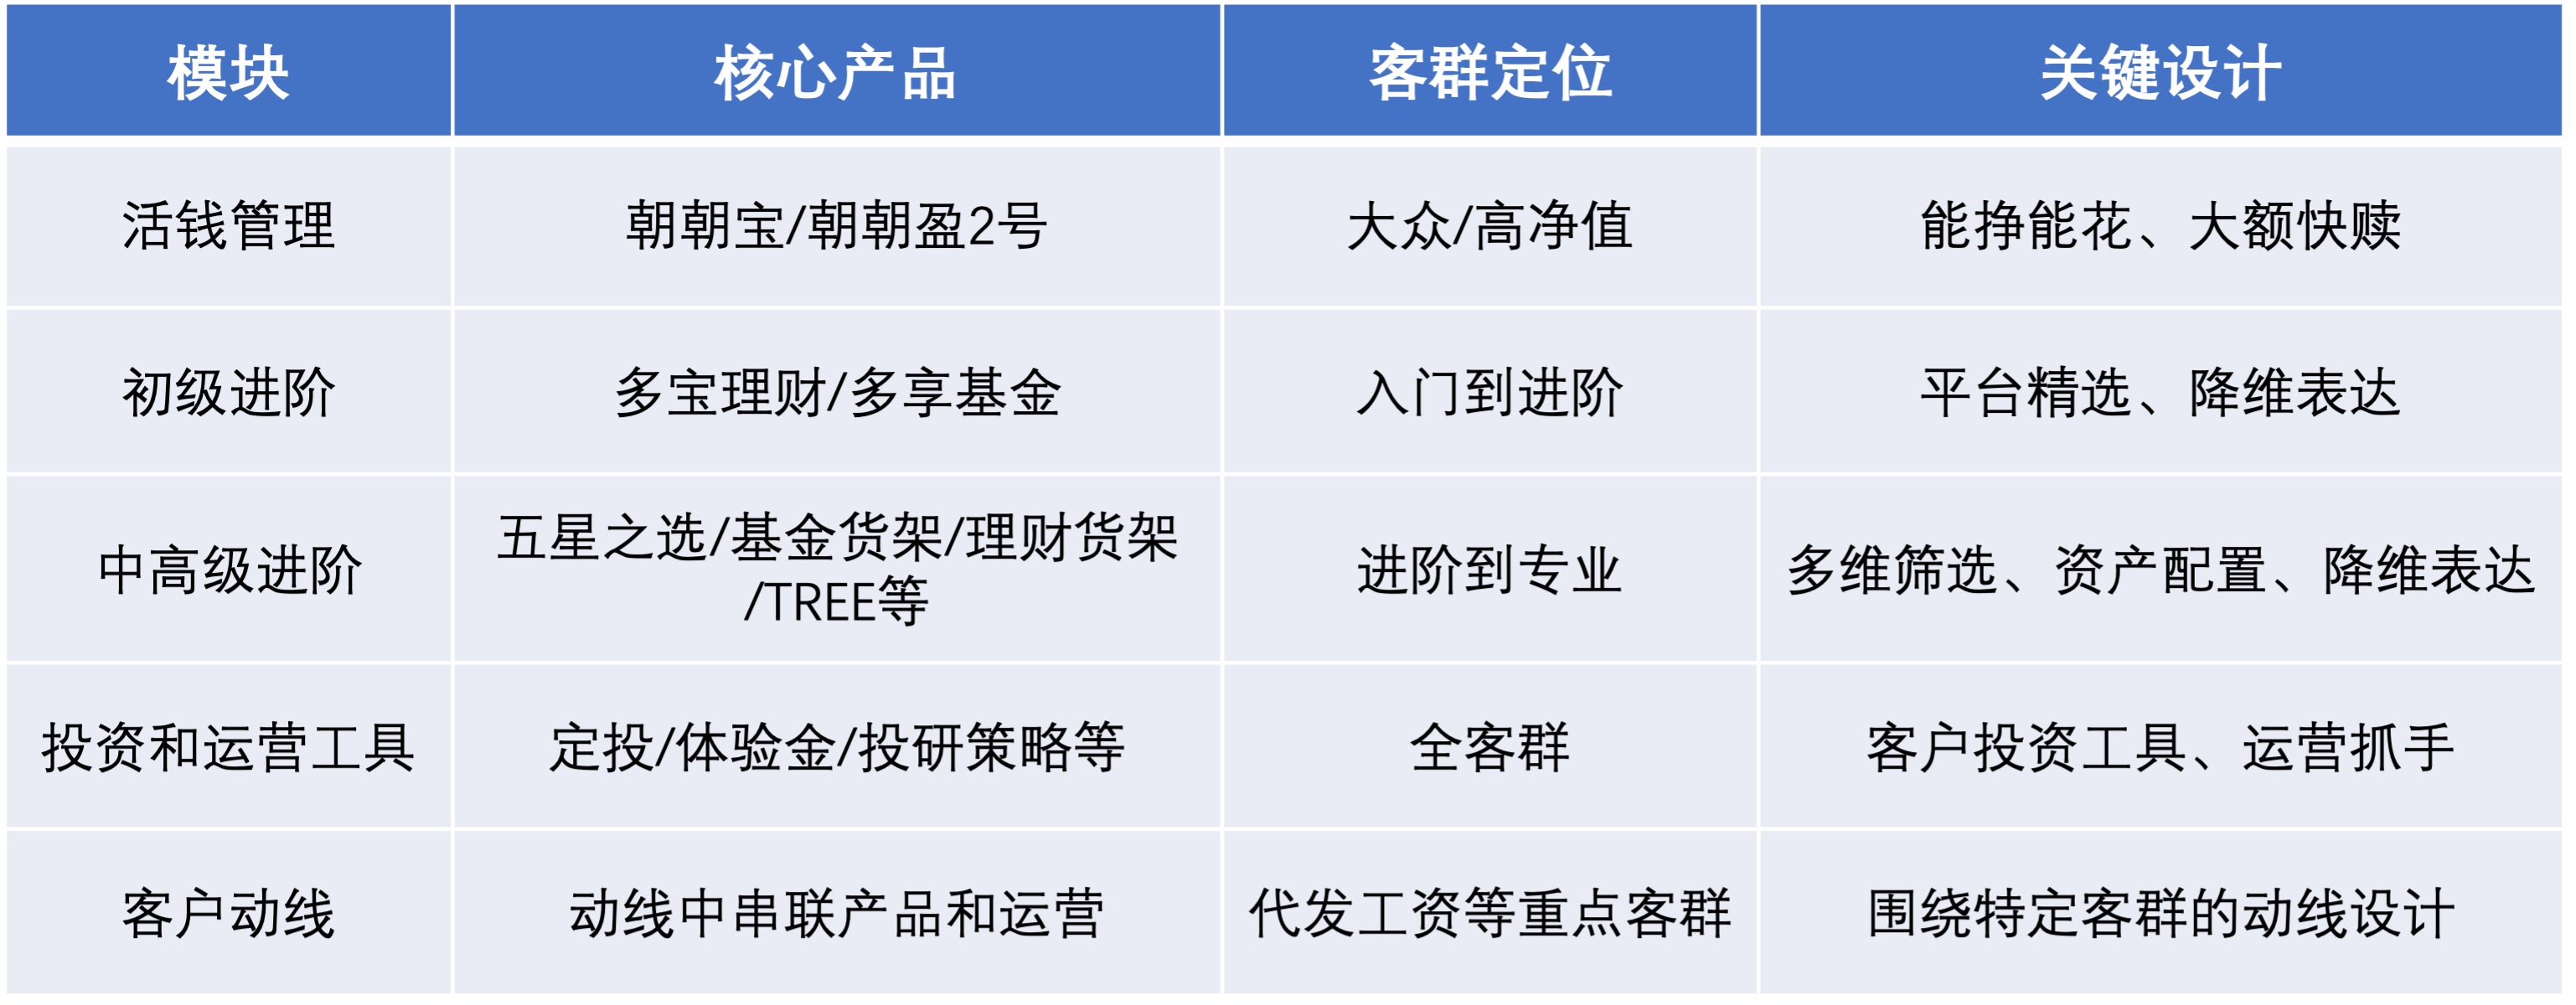 模块 核心产品 客群定位 关键设计
活钱管理 朝朝宝/朝朝盈2号 大众/高净值 能挣能花、大额快赎
初级进阶 多宝理财/多享基金 入门到进阶 平台精选、降维表达
中高级进阶 五星之选/基金货架/理财货架
/TREE等 进阶到专业 多维筛选、资产配置、降维表达
投资和运营工具 定投/体验金/投研策略等 全客群 客户投资工具、运营抓手
客户动线 动线中串联产品和运营 代发工资等重点客群 围绕特定客群的动线设计